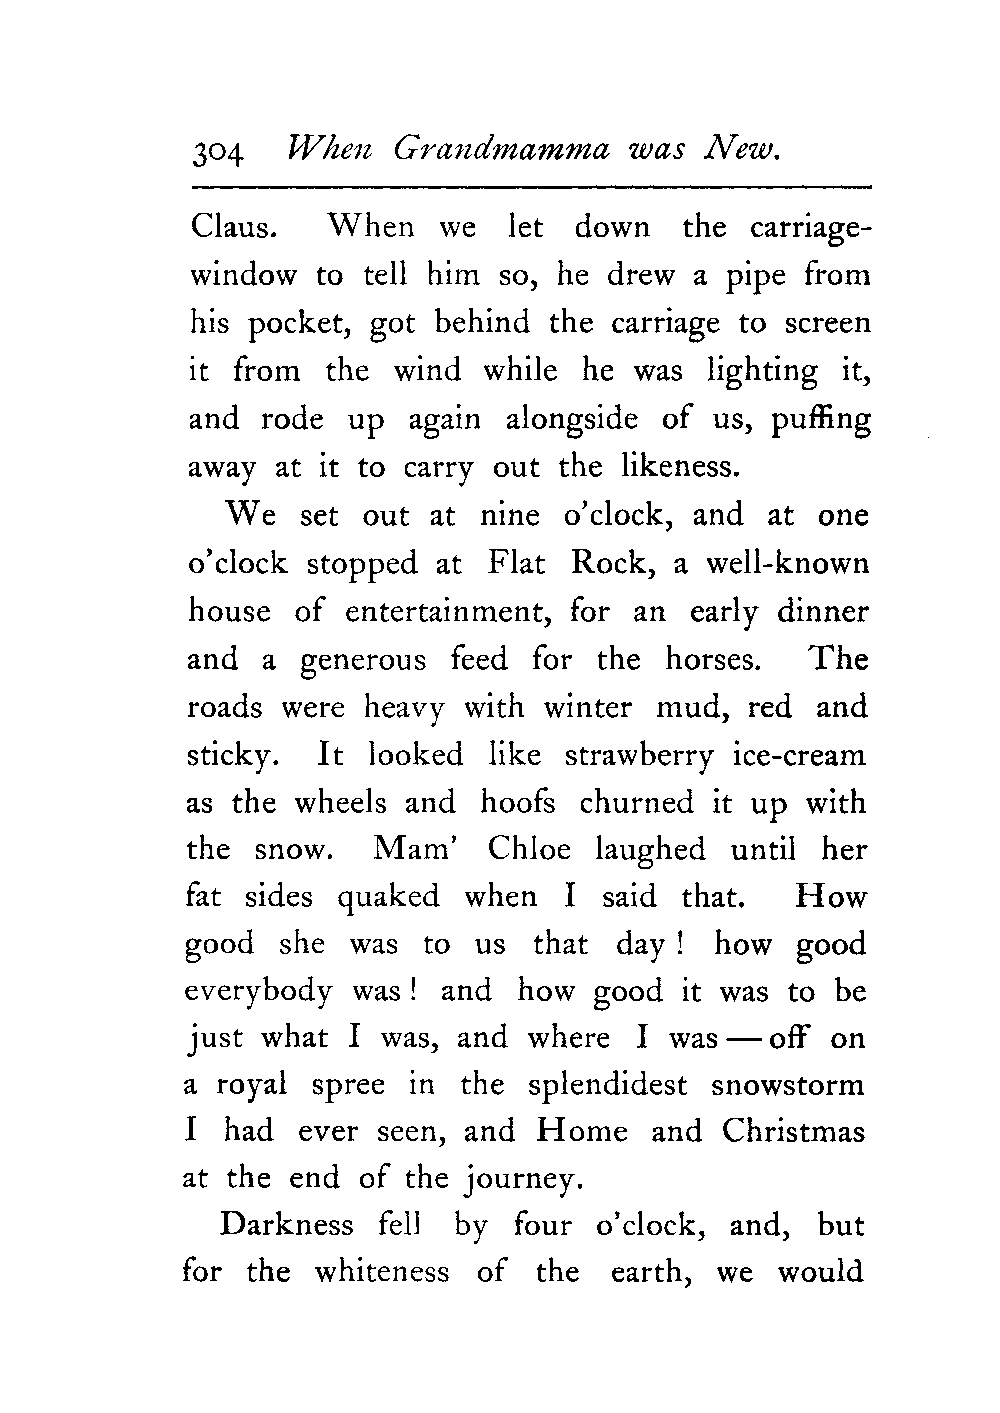 304 When Grandmamma was New.
Claus. When we let down the carriage-
window to tell him so, he drew a pipe from
his pocket, got behind the carriage to screen
it from the wind while he was lighting it,
and rode up again alongside of us, puffing
away at it to carry out the likeness.
We set out at nine o'clock, and at one
o'clock stopped at Flat Rock, a well-known
house of entertainment, for an early dinner
and a generous feed for the horses. The
roads were heavy with winter mud, red and
sticky. It looked like strawberry ice-cream
as the wheels and hoofs churned it up with
the snow. Mam' Chloe laughed until her
fat sides quaked when I said that. How
good she was to us that day! how good
everybody was! and how good it was to be
just what I was, and where I was — off on
a royal spree in the splendidest snowstorm
I had ever seen, and Home and Christmas
at the end of the journey.
Darkness fell by four o'clock, and, but
for the whiteness of the earth, we would